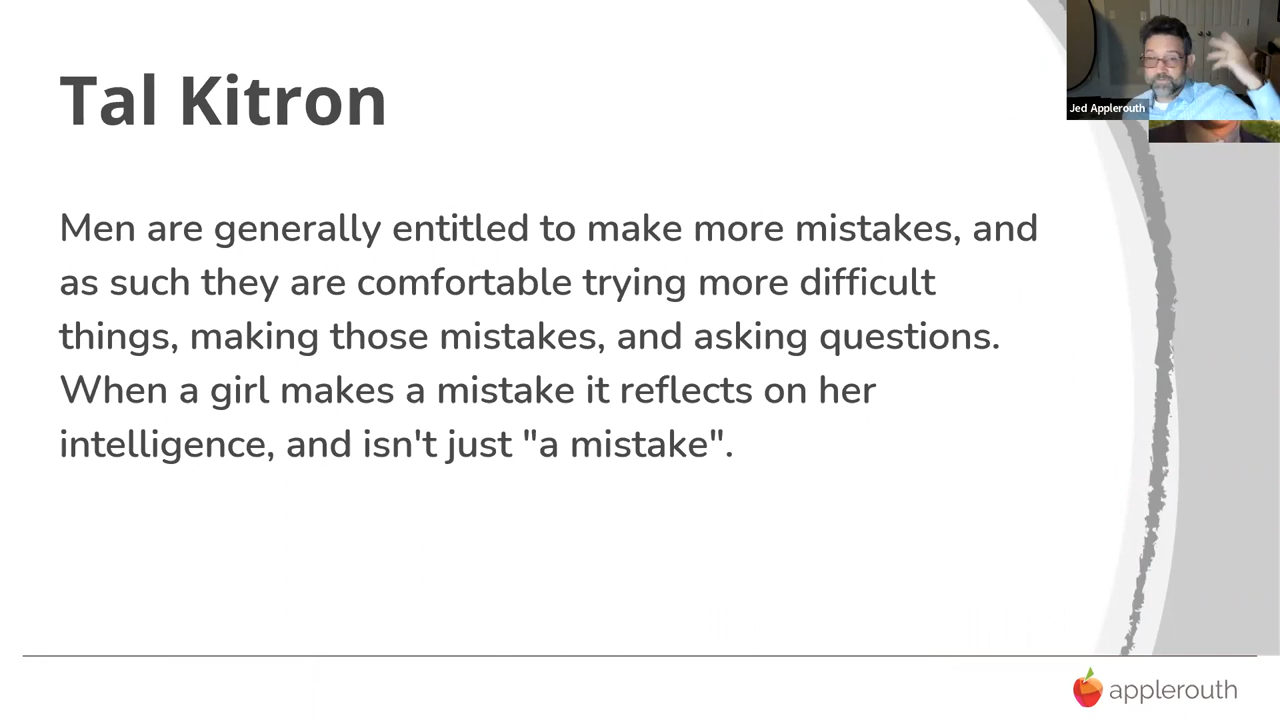 Tal Kitron
Jed Applerouth
Men are generally entitled to make more mistakes, and
as such they are comfortable trying more difficult
things, making those mistakes, and asking questions.
When a girl makes a mistake it reflects on her
intelligence, and isn't just "a mistake".
applerouth